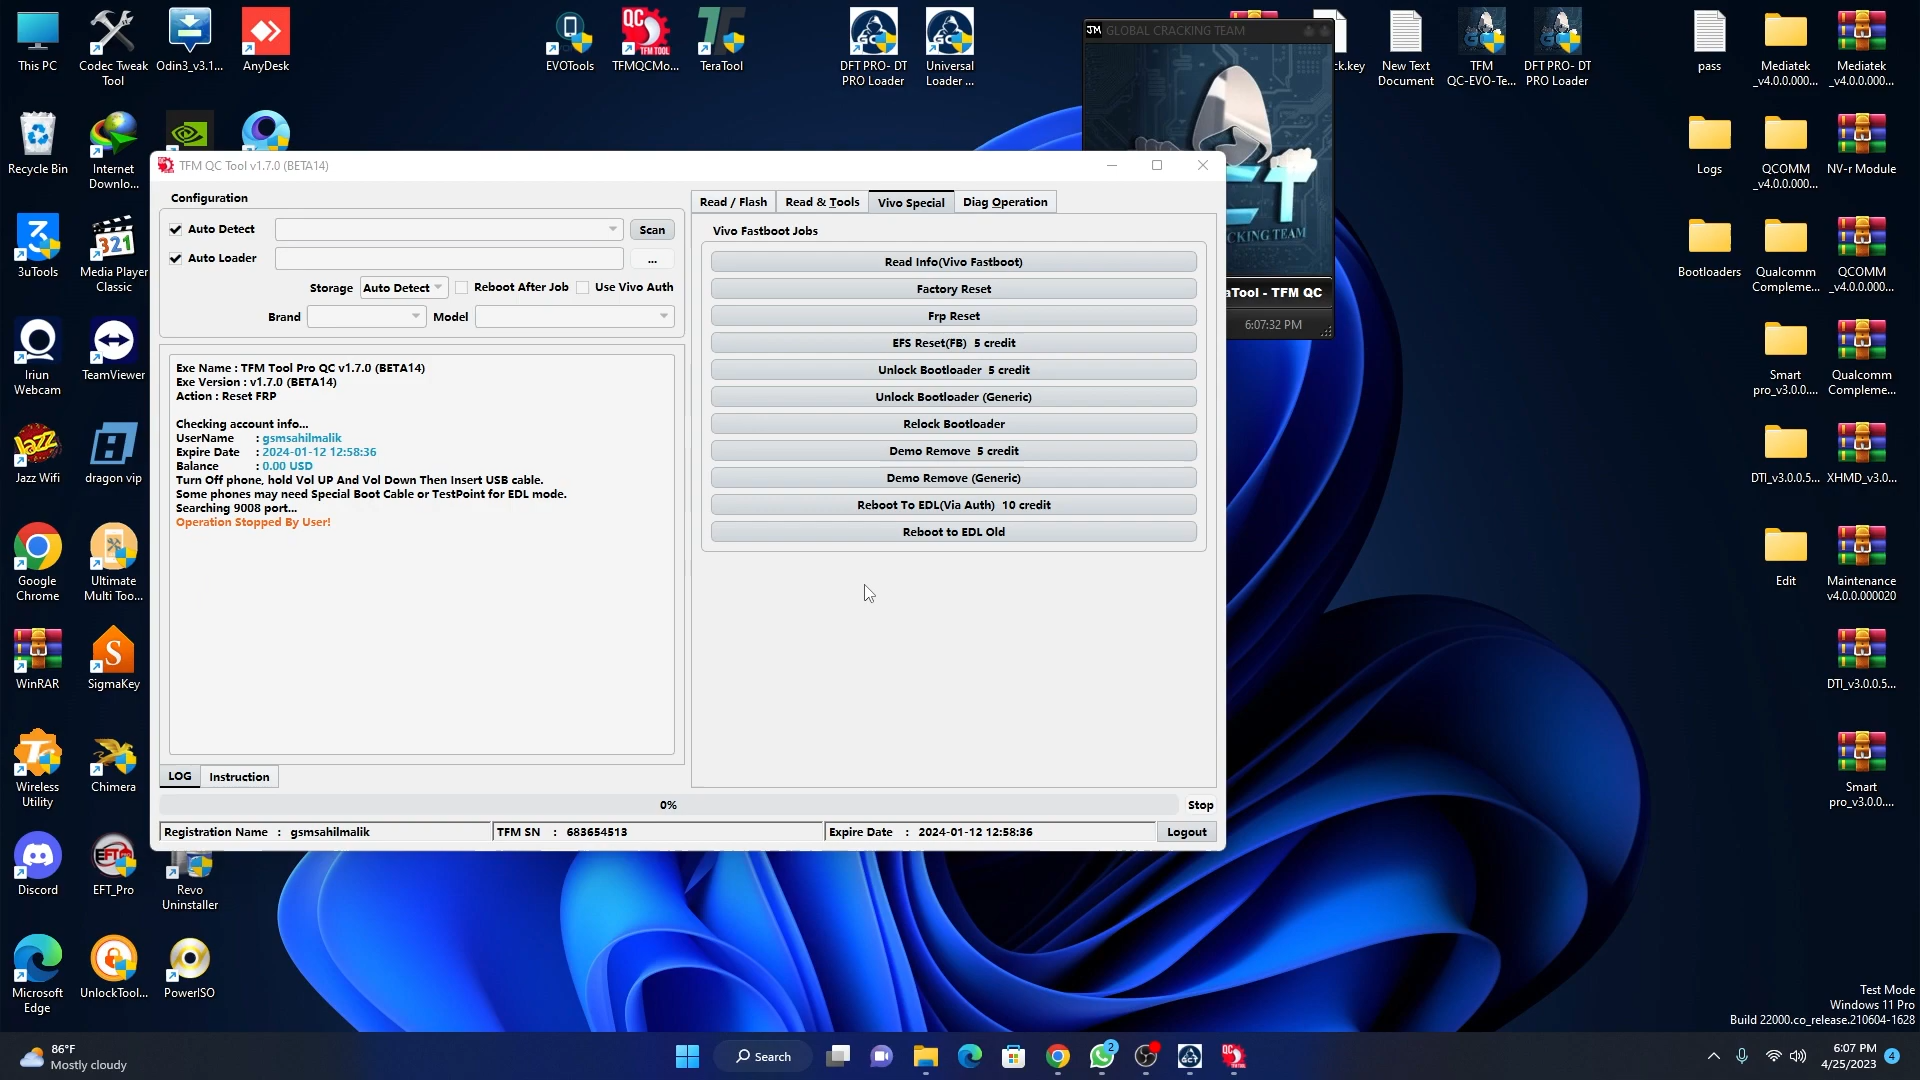 This PC
Codec Tweak Tool
Odin3_v3.1...
AnyDesk
EVOTools
TFMQCMo...
TeraTool
DFT PRO- DT PRO Loader
Universal Loader ...
New Text Document
TFM QC-EVO-Te...
DFT PRO- DT PRO Loader
pass
Mediatek _v4.0.0.000...
Mediatek _v4.0.0.000...
GLOBAL CRACKING TEAM
Recycle Bin
Internet Downlo...
Logs
QCOMM _v4.0.0.000...
NV-r Module
TFM QC Tool v1.7.0 (BETA14)
Configuration
Auto Detect
Scan
Auto Loader
...
Storage
Auto Detect
Reboot After Job
Use Vivo Auth
Brand
Model
Read / Flash
Read & Tools
Vivo Special
Diag Operation
Vivo Fastboot Jobs
Read Info(Vivo Fastboot)
Factory Reset
Frp Reset
EFS Reset(FB) 5 credit
Unlock Bootloader 5 credit
Unlock Bootloader (Generic)
Relock Bootloader
Demo Remove 5 credit
Demo Remove (Generic)
Reboot To EDL(Via Auth) 10 credit
Reboot to EDL Old
CKING TEAM
aTool - TFM QC
6:07:32 PM
Exe Name : TFM Tool Pro QC v1.7.0 (BETA14)
Exe Version : v1.7.0 (BETA14)
Action : Reset FRP
Checking account info...
UserName : gsmsahilmalik
Expire Date : 2024-01-12 12:58:36
Balance : 0.00 USD
Turn Off phone, hold Vol UP And Vol Down Then Insert USB cable.
Some phones may need Special Boot Cable or TestPoint for EDL mode.
Searching 9008 port...
Operation Stopped By User!
LOG
Instruction
0%
Stop
Registration Name : gsmsahilmalik
TFM SN : 683654513
Expire Date : 2024-01-12 12:58:36
Logout
3uTools
Media Player Classic
Bootloaders
Qualcomm Compleme...
QCOMM _v4.0.0.000...
Iriun Webcam
TeamViewer
Smart pro_v3.0.0....
Qualcomm Compleme...
Jazz Wifi
dragon vip
DTI_v3.0.0.5...
XHMD_v3.0...
Google Chrome
Ultimate Multi Too...
Edit
Maintenance v4.0.0.000020
WinRAR
SigmaKey
DTI_v3.0.0.5...
Wireless Utility
Chimera
Smart pro_v3.0.0....
Discord
EFT_Pro
Revo Uninstaller
Microsoft Edge
UnlockTool...
PowerISO
Test Mode
Windows 11 Pro
Build 22000.co_release.210604-1628
86°F
Mostly cloudy
Search
2
6:07 PM
4/25/2023
4